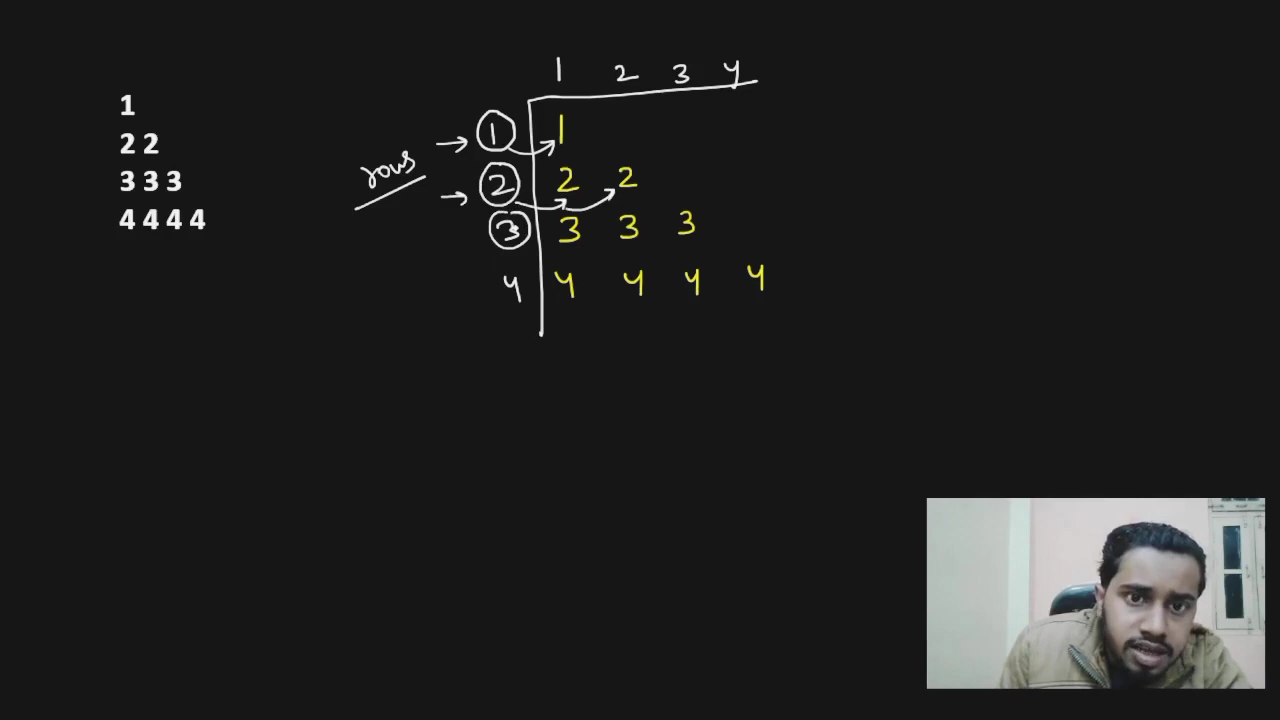 1
2 2
3 3 3
4 4 4 4
rows
1 2 3 4
1 1
2 2 2
3 3 3 3
4 4 4 4 4